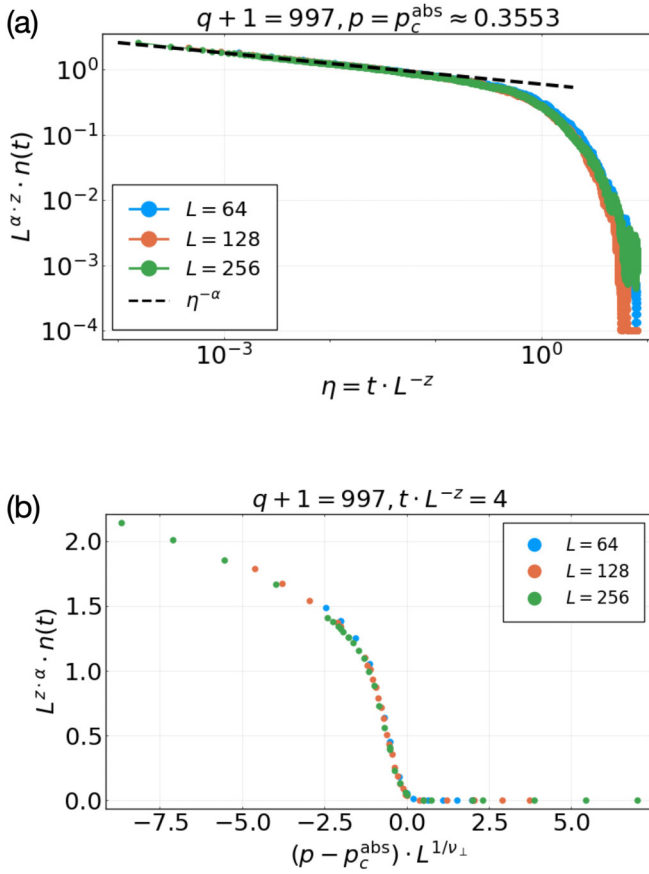 (a)
q + 1 = 997, p = p_c^abs ≈ 0.3553
L^{α·z} · n(t)
10^0
10^{-1}
10^{-2}
10^{-3}
10^{-4}
L = 64
L = 128
L = 256
η^{-α}
10^{-3}
10^0
η = t · L^{-z}
(b)
q + 1 = 997, t · L^{-z} = 4
L^{z·α} · n(t)
2.0
1.5
1.0
0.5
0.0
L = 64
L = 128
L = 256
-7.5
-5.0
-2.5
0.0
2.5
5.0
(p − p_c^abs) · L^{1/ν_⊥}